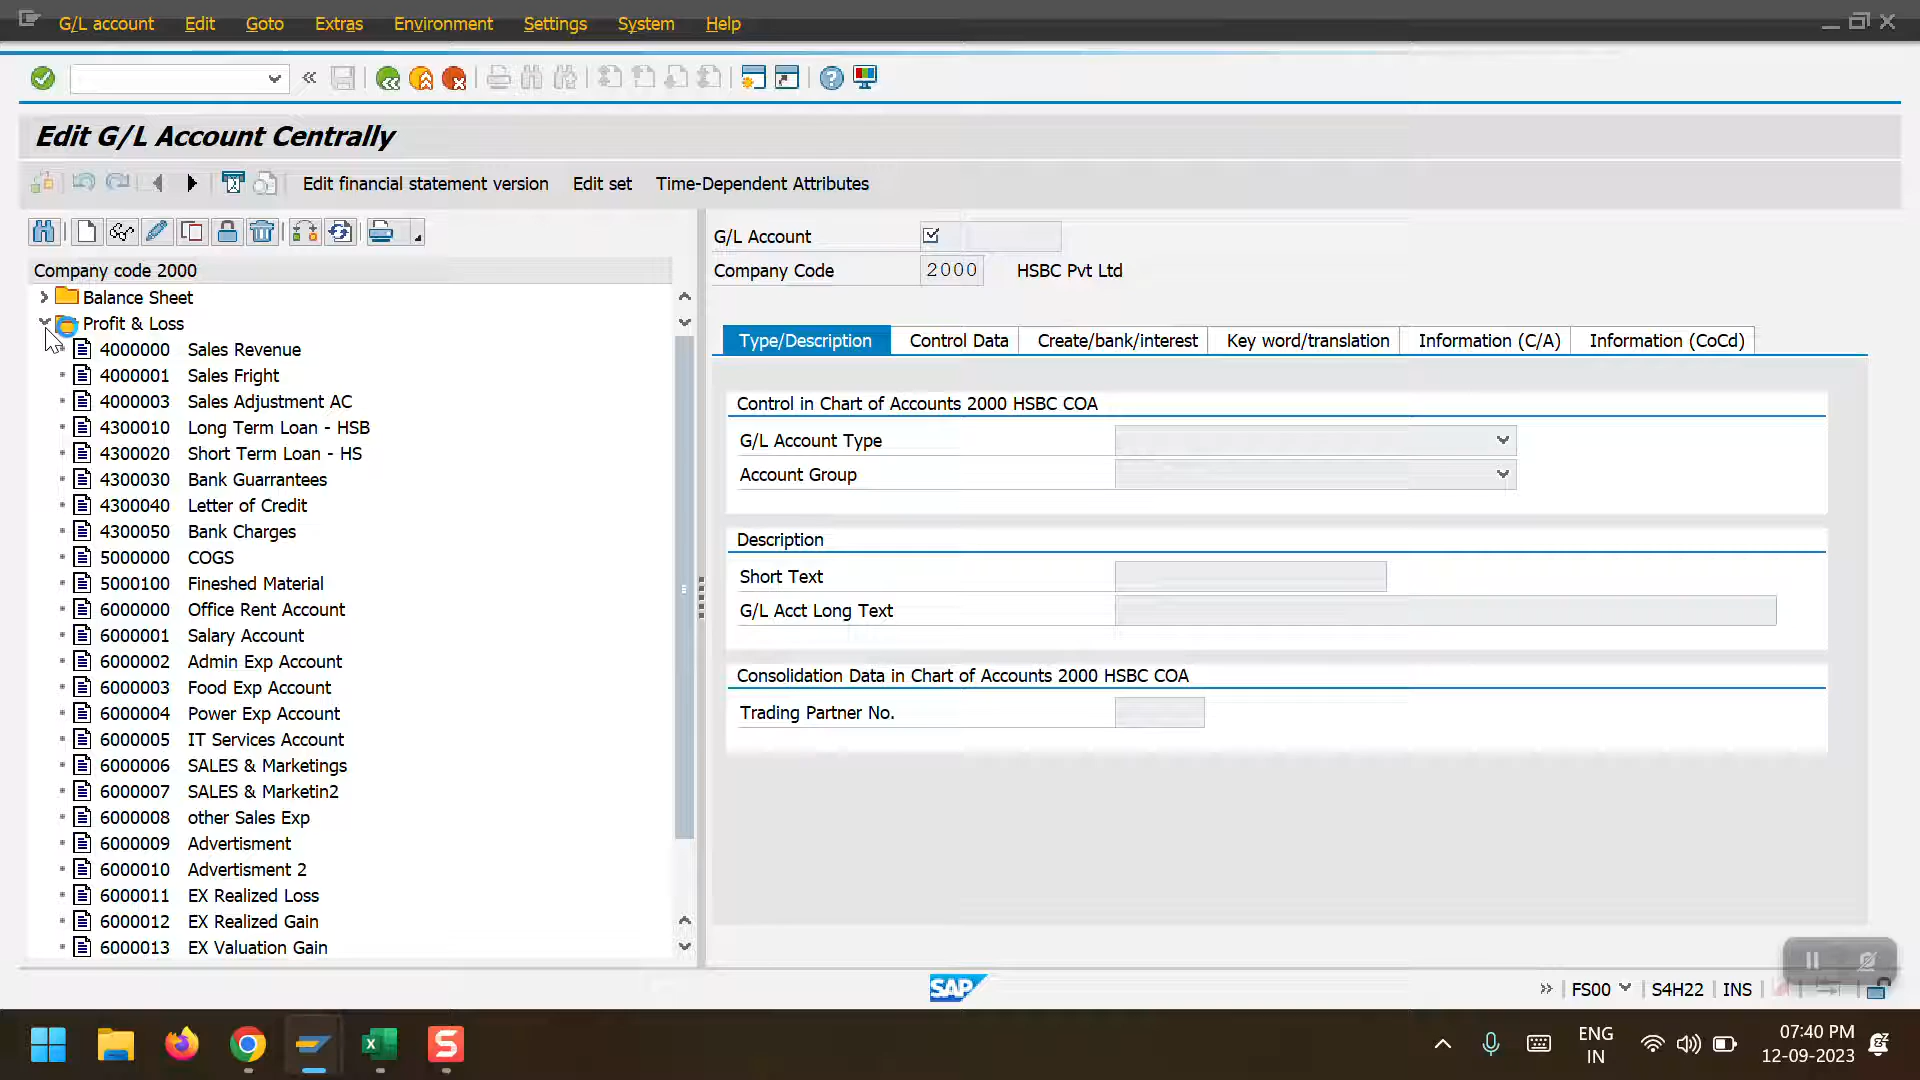 G/L account Edit Goto Extras Environment Settings System Help
Edit G/L Account Centrally
Edit financial statement version Edit set Time-Dependent Attributes
Company code 2000
Balance Sheet
Profit & Loss
4000000 Sales Revenue
4000001 Sales Fright
4000003 Sales Adjustment AC
4300010 Long Term Loan - HSB
4300020 Short Term Loan - HS
4300030 Bank Guarrantees
4300040 Letter of Credit
4300050 Bank Charges
5000000 COGS
5000100 Fineshed Material
6000000 Office Rent Account
6000001 Salary Account
6000002 Admin Exp Account
6000003 Food Exp Account
6000004 Power Exp Account
6000005 IT Services Account
6000006 SALES & Marketings
6000007 SALES & Marketin2
6000008 other Sales Exp
6000009 Advertisment
6000010 Advertisment 2
6000011 EX Realized Loss
6000012 EX Realized Gain
6000013 EX Valuation Gain
G/L Account
Company Code 2000 HSBC Pvt Ltd
Type/Description Control Data Create/bank/interest Key word/translation Information (C/A) Information (CoCd)
Control in Chart of Accounts 2000 HSBC COA
G/L Account Type
Account Group
Description
Short Text
G/L Acct Long Text
Consolidation Data in Chart of Accounts 2000 HSBC COA
Trading Partner No.
SAP
FS00 S4H22 INS
ENG
IN
07:40 PM
12-09-2023